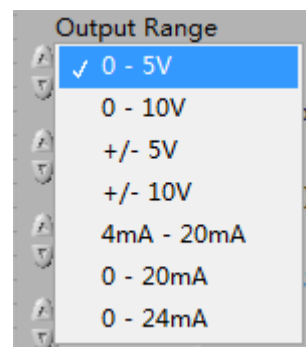 Output Range
0 - 5V
0 - 10V
+/- 5V
+/- 10V
4mA - 20mA
0 - 20mA
0 - 24mA